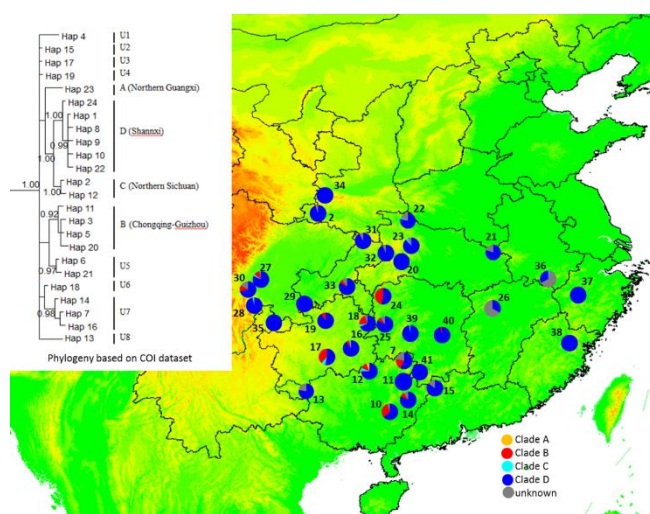 Hap 4
U1
Hap 15
U2
Hap 17
U3
Hap 19
U4
Hap 23
A (Northern Guangxi)
Hap 24
1.00
Hap 1
Hap 8
D (Shannxi)
0.99
Hap 9
Hap 10
1.00
Hap 22
1.00
Hap 2
C (Northern Sichuan)
1.00
Hap 12
Hap 11
0.92
Hap 3
B (Chongqing-Guizhou)
Hap 5
Hap 20
Hap 6
U5
0.97
Hap 21
Hap 18
U6
Hap 14
0.98
Hap 7
U7
Hap 16
Hap 13
U8
Phylogeny based on COI dataset
34
2
22
31
23
21
32
20
27
30
36
37
33
28
29
24
26
19
18
35
25
39
40
38
16
17
7
41
12
11
13
15
10
14
Clade A
Clade B
Clade C
Clade D
unknown